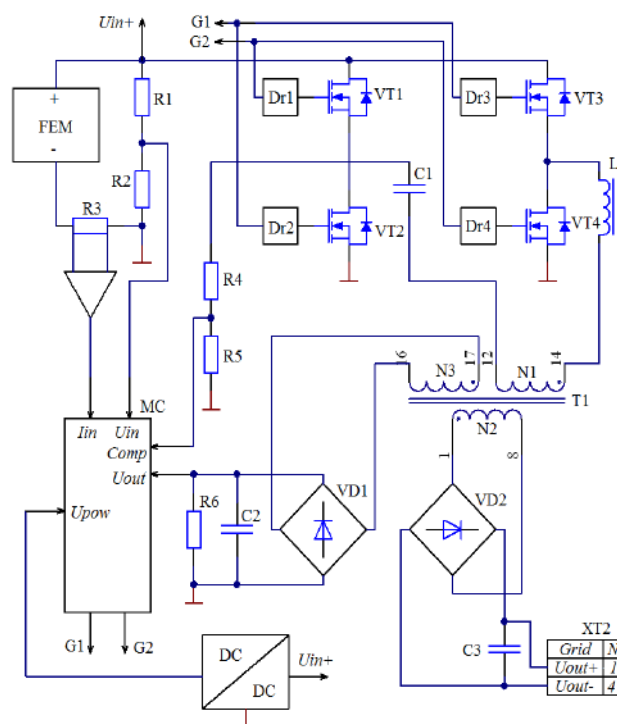 Uin+
G1
G2
R1
Dr1
VT1
Dr3
VT3
+
FEM
-
R2
C1
L
R3
Dr2
VT2
Dr4
VT4
R4
R5
16
17
12
14
N3
N1
T1
N2
1
8
MC
Iin
Uin
Comp
Uout
Upow
R6
C2
VD1
VD2
G1
G2
DC
DC
Uin+
C3
XT2
Grid N
Uout+ 1
Uout- 4